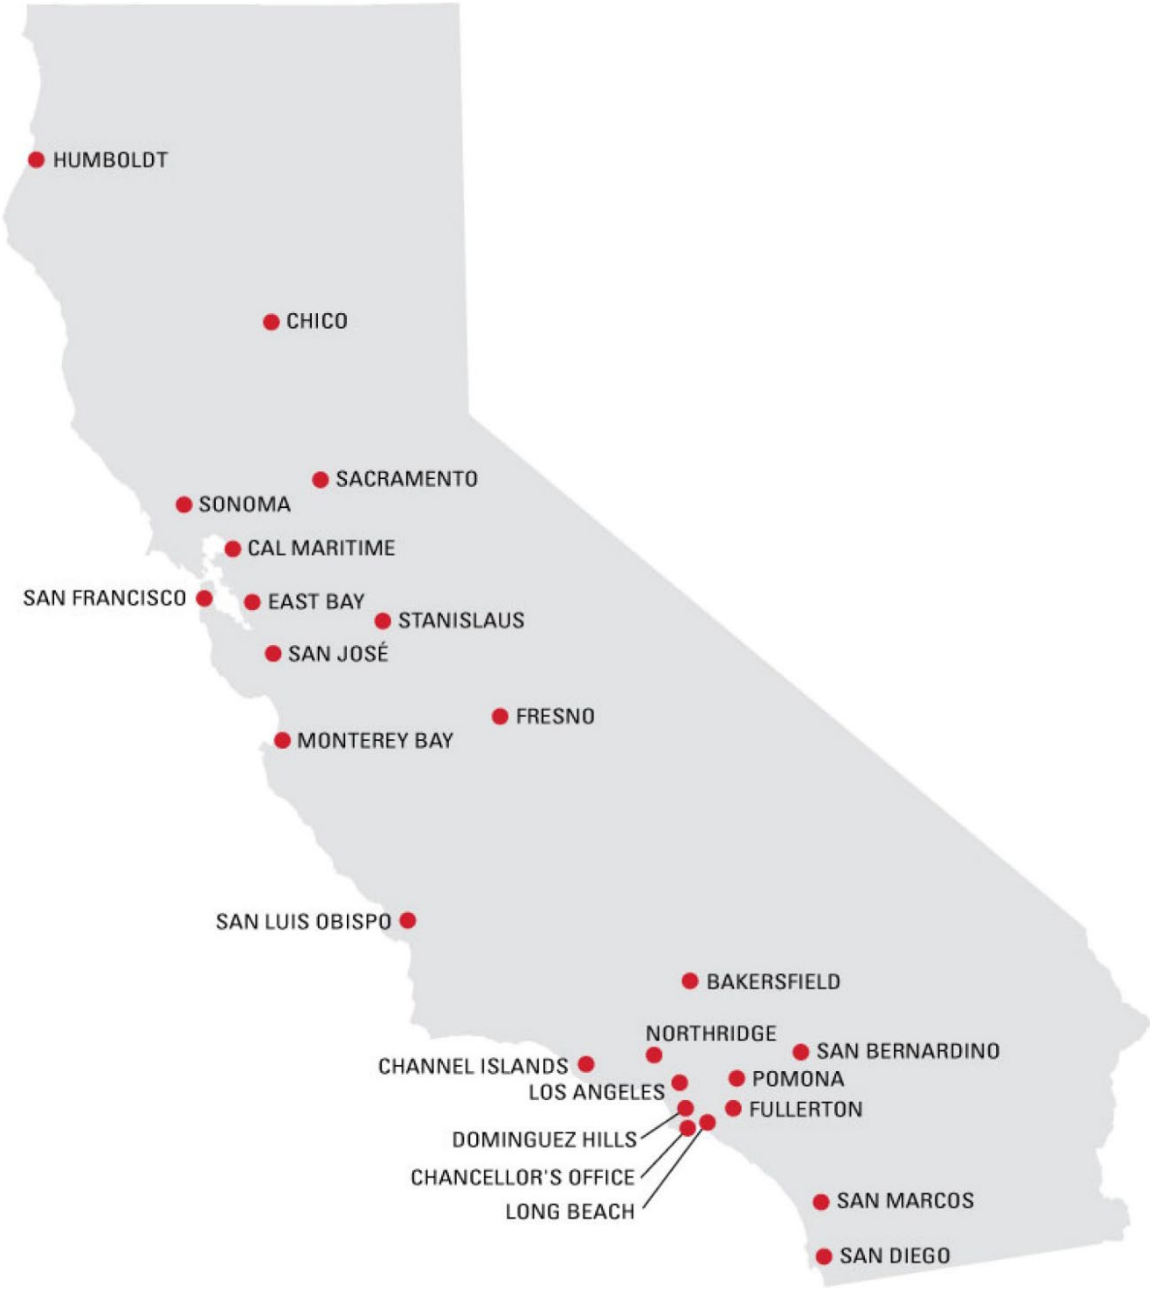 HUMBOLDT
CHICO
SACRAMENTO
SONOMA
CAL MARITIME
SAN FRANCISCO
EAST BAY
STANISLAUS
SAN JOSÉ
FRESNO
MONTEREY BAY
SAN LUIS OBISPO
BAKERSFIELD
NORTHRIDGE
SAN BERNARDINO
CHANNEL ISLANDS
POMONA
LOS ANGELES
FULLERTON
DOMINGUEZ HILLS
CHANCELLOR'S OFFICE
LONG BEACH
SAN MARCOS
SAN DIEGO